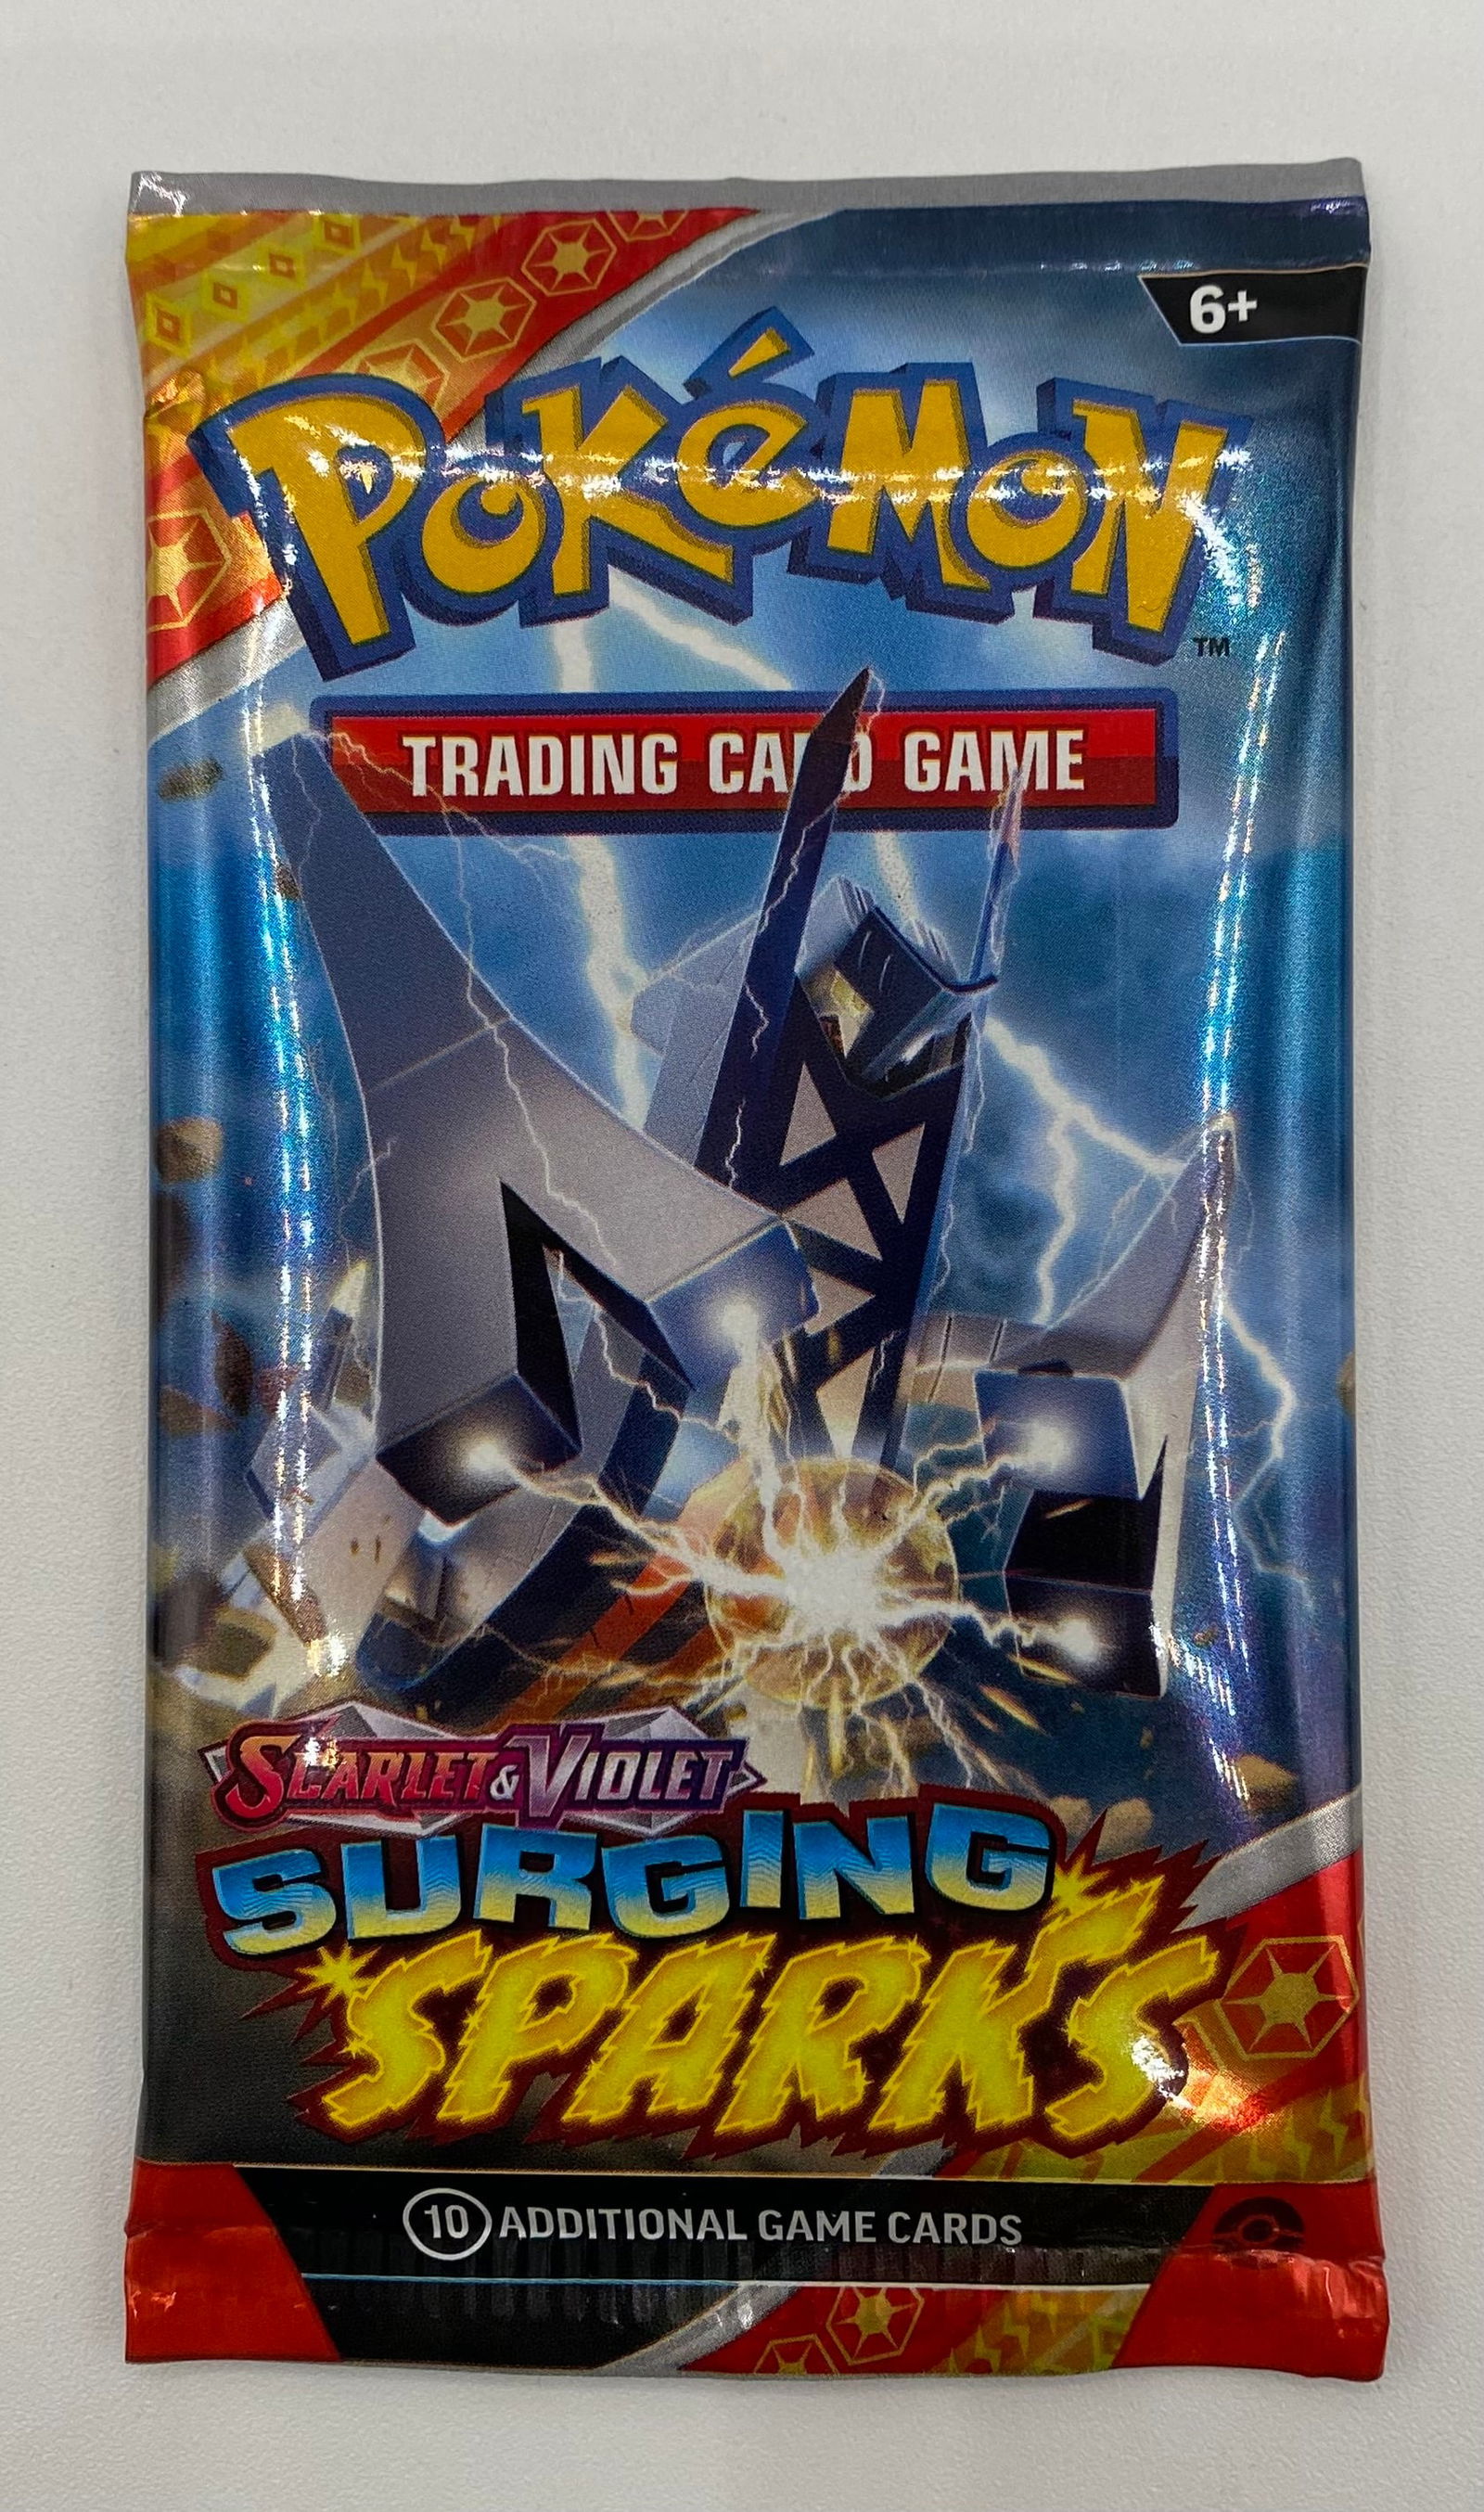 6+
POKéMON
TM
TRADING CARD GAME
SCARLET & VIOLET
SURGING
SPARKS
10 ADDITIONAL GAME CARDS